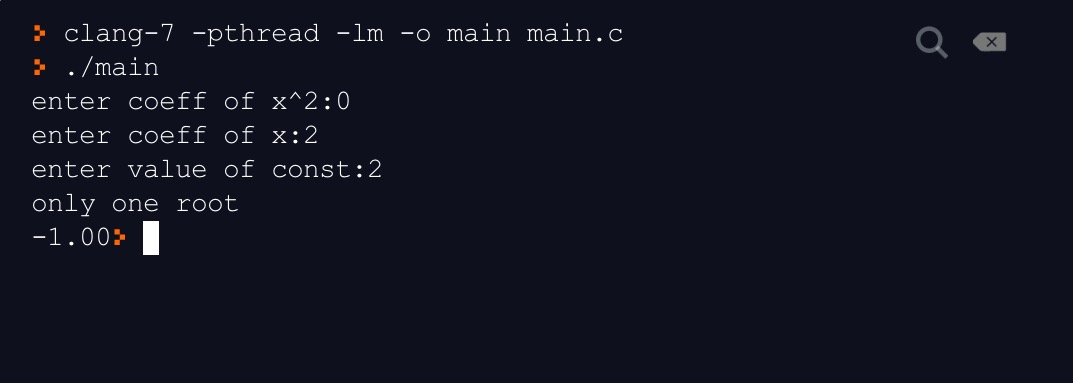 > clang-7 -pthread -lm -o main main.c
> ./main
enter coeff of x^2:0
enter coeff of x:2
enter value of const:2
only one root
-1.00>